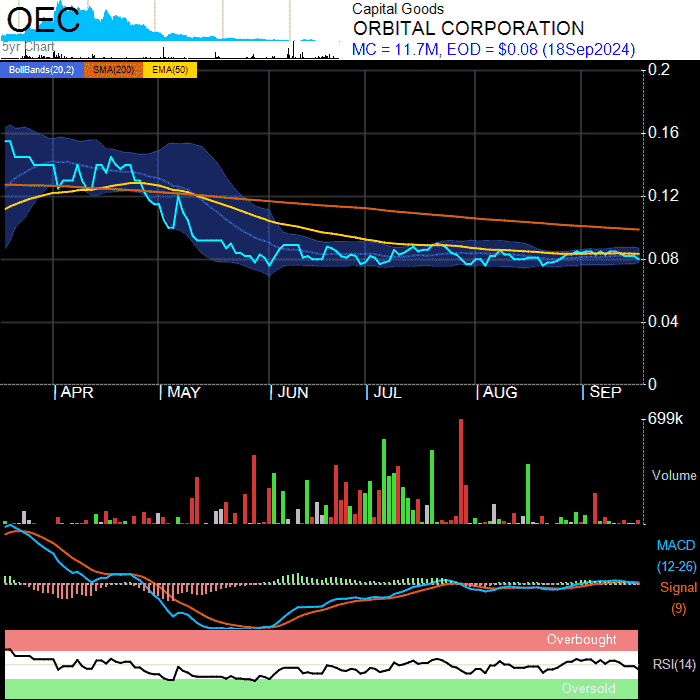 OEC
5yr Chart
Capital Goods
ORBITAL CORPORATION
MC = 11.7M, EOD = $0.08 (18Sep2024)
BollBands(20,2) SMA(200) EMA(50)
0.2
0.16
0.12
0.08
0.04
0
APR MAY JUN JUL AUG SEP
699k
Volume
MACD
(12-26)
Signal
(9)
Overbought
RSI(14)
Oversold